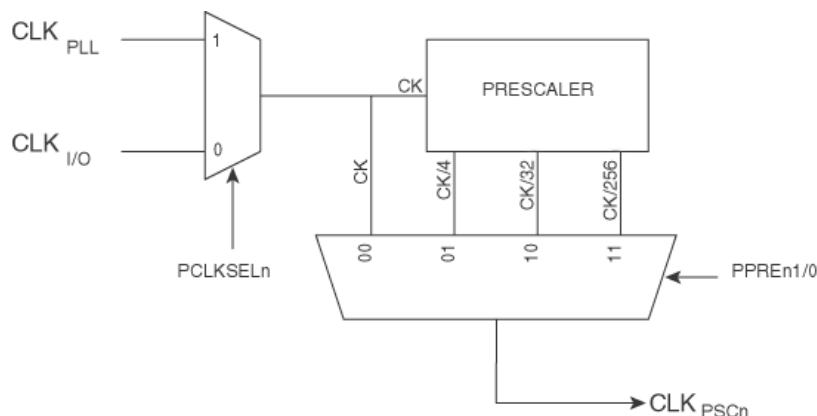 CLK PLL
1
CK
PRESCALER
CLK I/O
0
CK
CK/4
CK/32
CK/256
00
01
10
11
PCLKSELn
PPREn1/0
CLK PSCn